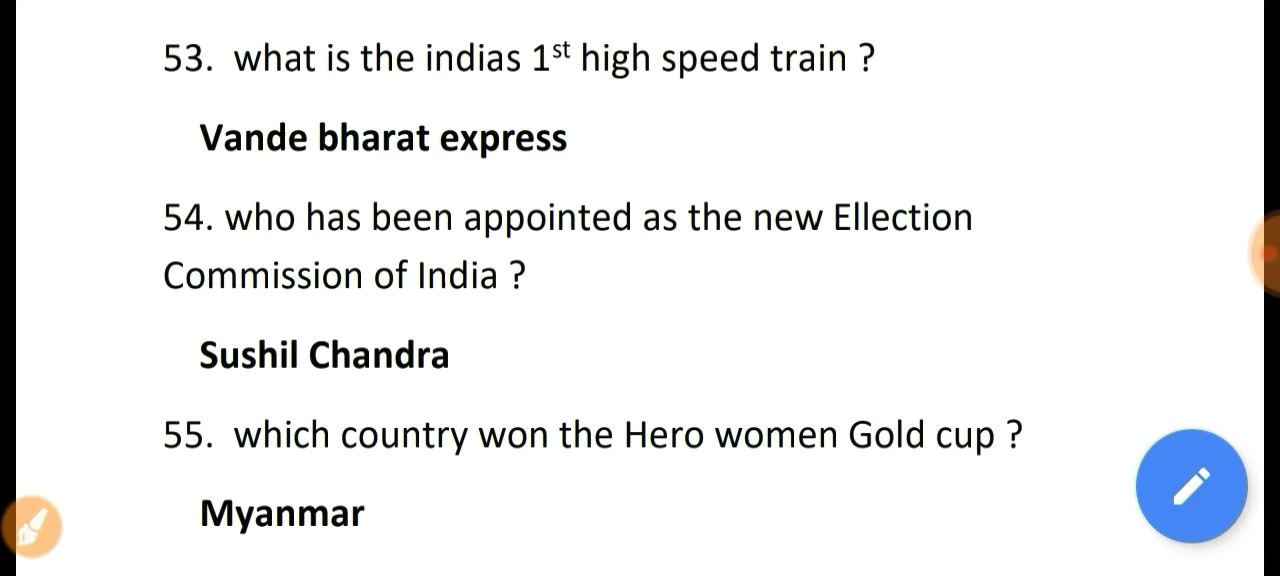 53. what is the indias 1st high speed train ?
Vande bharat express
54. who has been appointed as the new Ellection
Commission of India ?
Sushil Chandra
55. which country won the Hero women Gold cup ?
Myanmar